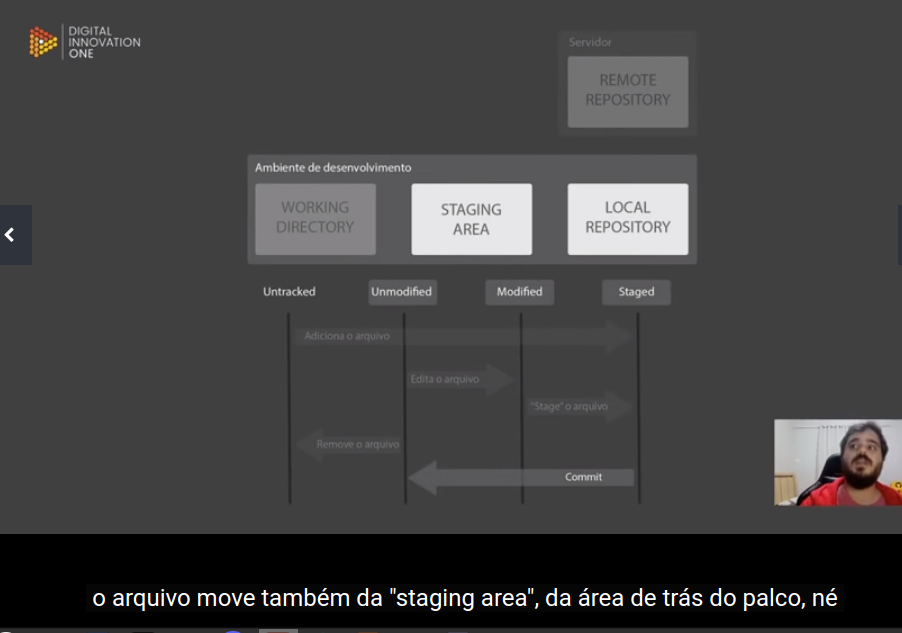 DIGITAL
INNOVATION
ONE
Servidor
REMOTE
REPOSITORY
Ambiente de desenvolvimento
WORKING
DIRECTORY
STAGING
AREA
LOCAL
REPOSITORY
Untracked
Unmodified
Modified
Staged
Adiciona o arquivo
Edita o arquivo
"Stage" o arquivo
Remove o arquivo
Commit
o arquivo move também da "staging area", da área de trás do palco, né